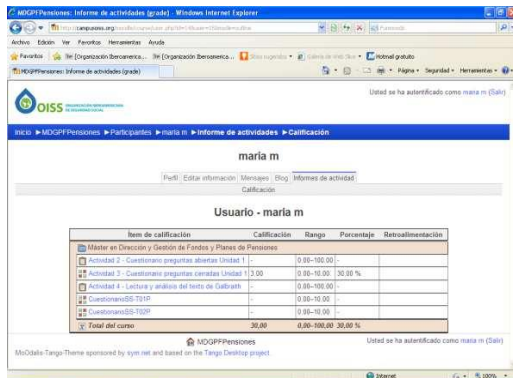 MDGPFPensiones: Informe de actividades (grade) - Windows Internet Explorer
Archivo Edición Ver Favoritos Herramientas Ayuda
Favoritos
Hotmail gratuito
MDGPFPensiones: Informe de actividades (grade)
Página Seguridad Herramientas
Usted se ha autentificado como maria m (Salir)
OISS
Inicio ►MDGPFPensiones ►Participantes ►maria m ►Informe de actividades ►Calificación
maria m
Perfil Editar información Mensajes Blog Informes de actividad
Calificación
Usuario - maria m
Ítem de calificación Calificación Rango Porcentaje Retroalimentación
Máster en Dirección y Gestión de Fondos y Planes de Pensiones
Actividad 2 - Cuestionario preguntas abiertas Unidad 1 - 0,00–100,00 -
Actividad 3 - Cuestionario preguntas cerradas Unidad 1 3,00 0,00–10,00 30,00 %
Actividad 4 - Lectura y análisis del texto de Galbraith - 0,00–100,00 -
CuestionarioSS-T01P - 0,00–10,00 -
CuestionarioSS-T02P - 0,00–10,00 -
Total del curso 30,00 0,00–100,00 30,00 %
MDGPFPensiones
Usted se ha autentificado como maria m (Salir)
MoOdalis-Tango-Theme sponsored by synr.net and based on the Tango Desktop project
Internet
100%